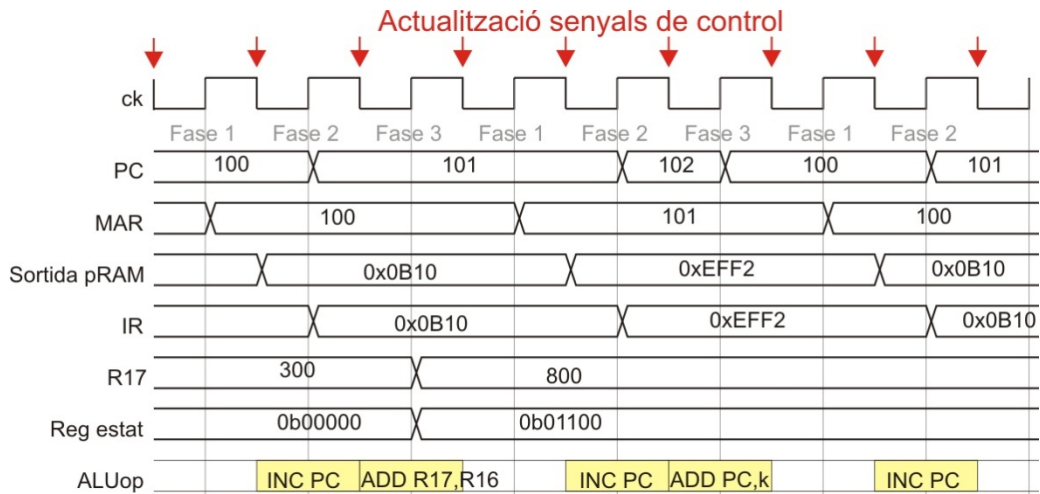 Actualització senyals de control
ck
Fase 1 Fase 2 Fase 3 Fase 1 Fase 2 Fase 3 Fase 1 Fase 2
PC 100 101 102 100 101
MAR 100 101 100
Sortida pRAM 0x0B10 0xEFF2 0x0B10
IR 0x0B10 0xEFF2 0x0B10
R17 300 800
Reg estat 0b00000 0b01100
ALUop INC PC ADD R17,R16 INC PC ADD PC,k INC PC